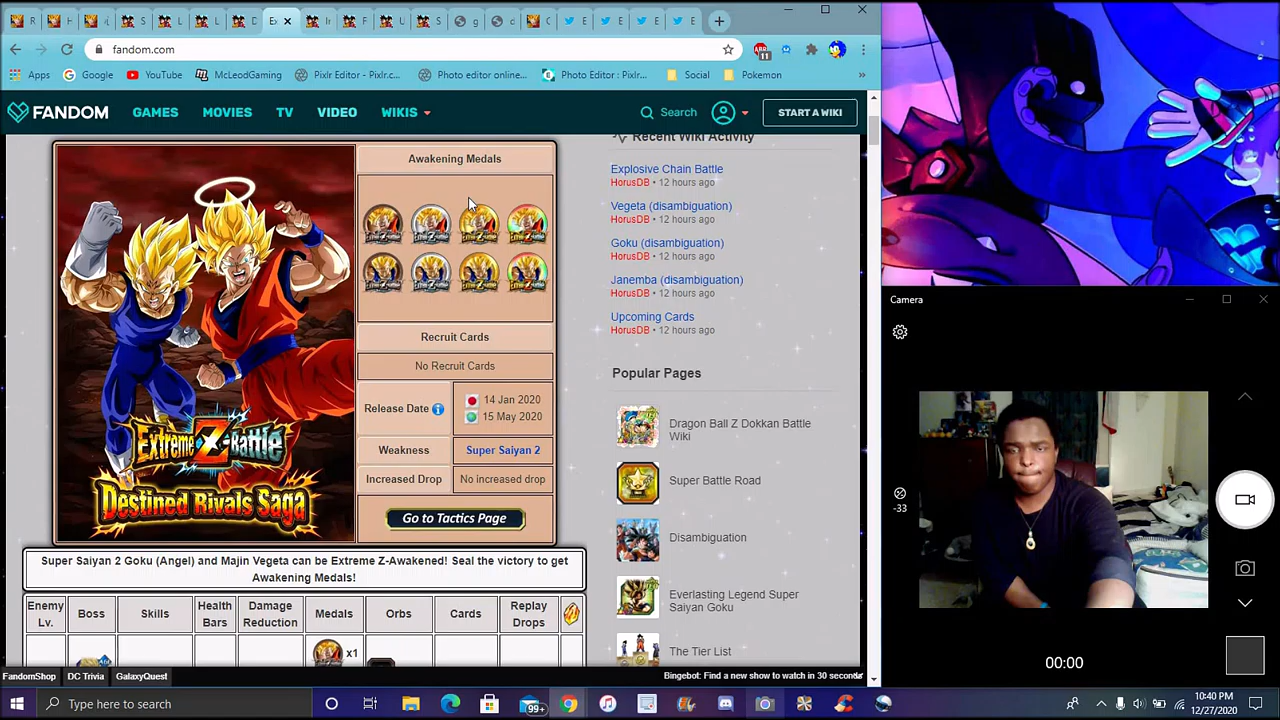 R
Ex
fandom.com
ABP
11
Apps
Google
YouTube
McLeodGaming
Pixlr Editor - Pixlr.c...
Photo editor online...
Photo Editor : Pixlr...
Social
Pokemon
»
FANDOM
GAMES
MOVIES
TV
VIDEO
WIKIS
Search
START A WIKI
Awakening Medals
Recruit Cards
No Recruit Cards
Release Date
14 Jan 2020
15 May 2020
Weakness
Super Saiyan 2
Increased Drop
No increased drop
Go to Tactics Page
Extreme Z-Battle
Destined Rivals Saga
Super Saiyan 2 Goku (Angel) and Majin Vegeta can be Extreme Z-Awakened! Seal the victory to get
Awakening Medals!
Enemy Lv.
Boss
Skills
Health Bars
Damage Reduction
Medals
Orbs
Cards
Replay Drops
x1
Recent Wiki Activity
Explosive Chain Battle
HorusDB • 12 hours ago
Vegeta (disambiguation)
HorusDB • 12 hours ago
Goku (disambiguation)
HorusDB • 12 hours ago
Janemba (disambiguation)
HorusDB • 12 hours ago
Upcoming Cards
HorusDB • 12 hours ago
Popular Pages
Dragon Ball Z Dokkan Battle
Wiki
Super Battle Road
Disambiguation
Everlasting Legend Super
Saiyan Goku
The Tier List
FandomShop
DC Trivia
GalaxyQuest
Bingebot: Find a new show to watch in 30 seconds
Camera
-33
00:00
Type here to search
99+
10:40 PM
12/27/2020